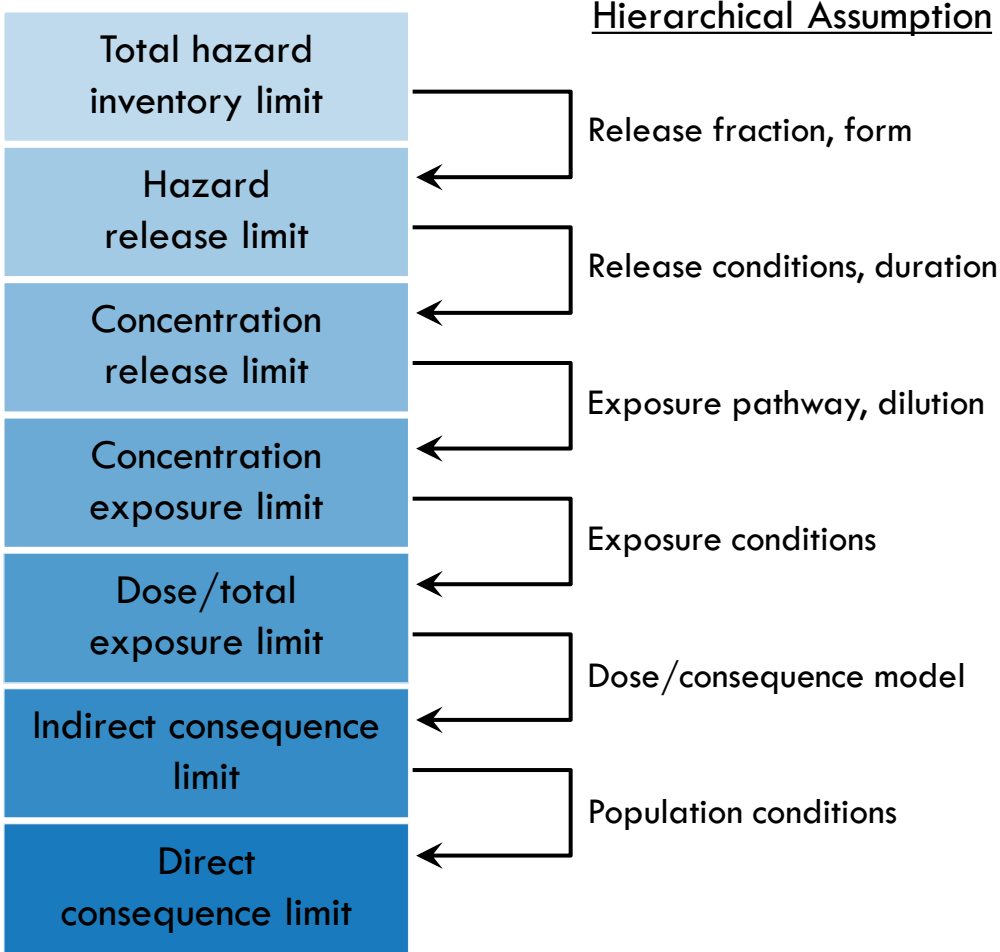 Hierarchical Assumption
Total hazard
inventory limit
Release fraction, form
Hazard
release limit
Release conditions, duration
Concentration
release limit
Exposure pathway, dilution
Concentration
exposure limit
Exposure conditions
Dose/total
exposure limit
Dose/consequence model
Indirect consequence
limit
Population conditions
Direct
consequence limit